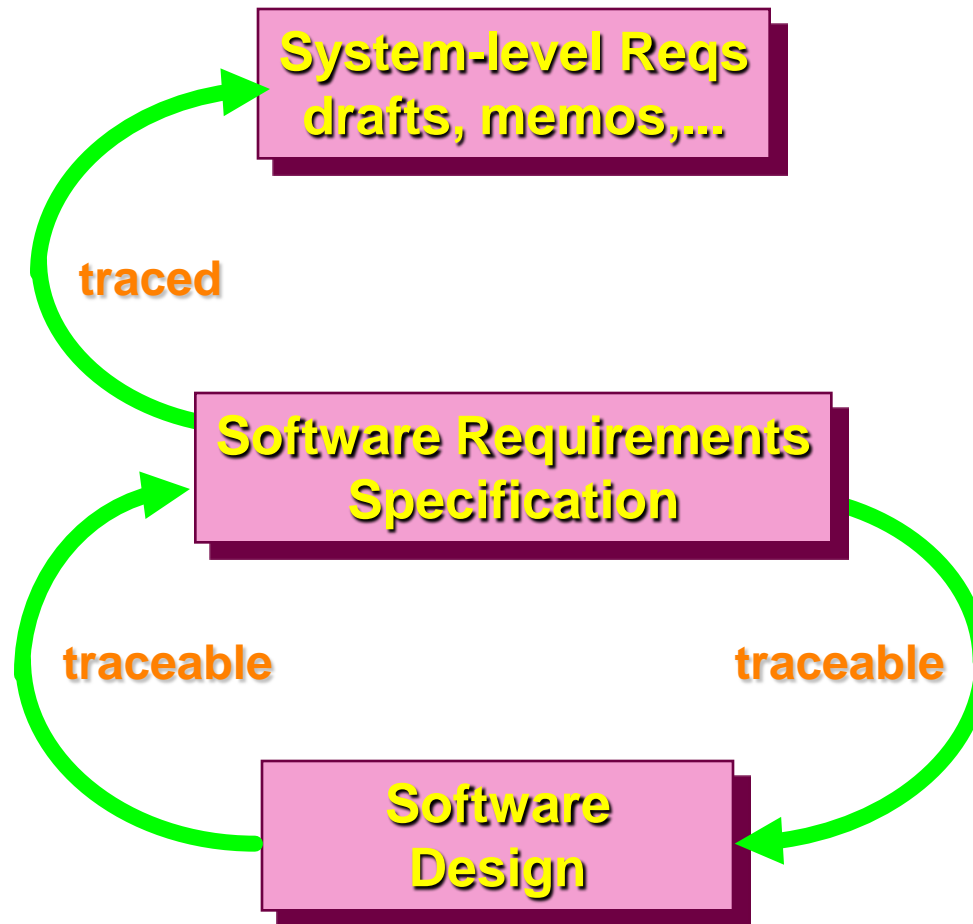 System-level Reqs
drafts, memos,...
traced
Software Requirements
Specification
traceable
traceable
Software
Design